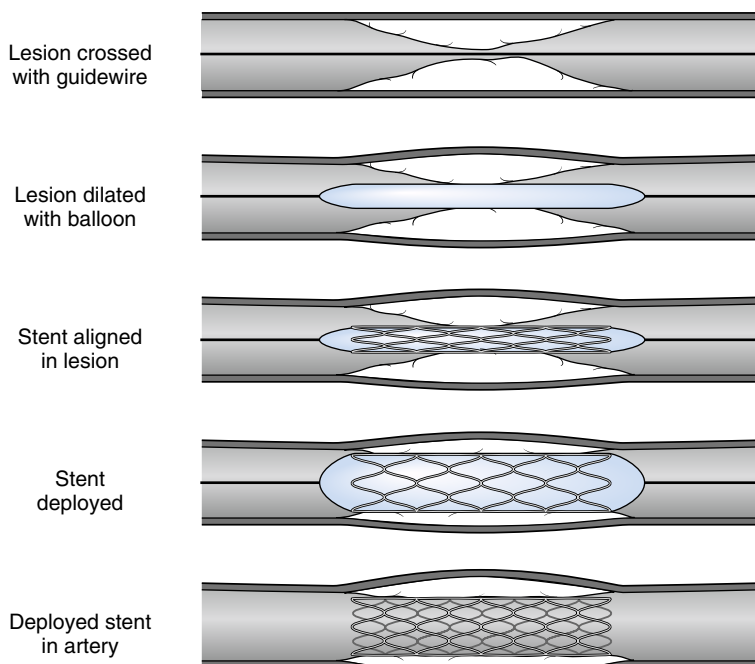 Lesion crossed
with guidewire
Lesion dilated
with balloon
Stent aligned
in lesion
Stent
deployed
Deployed stent
in artery